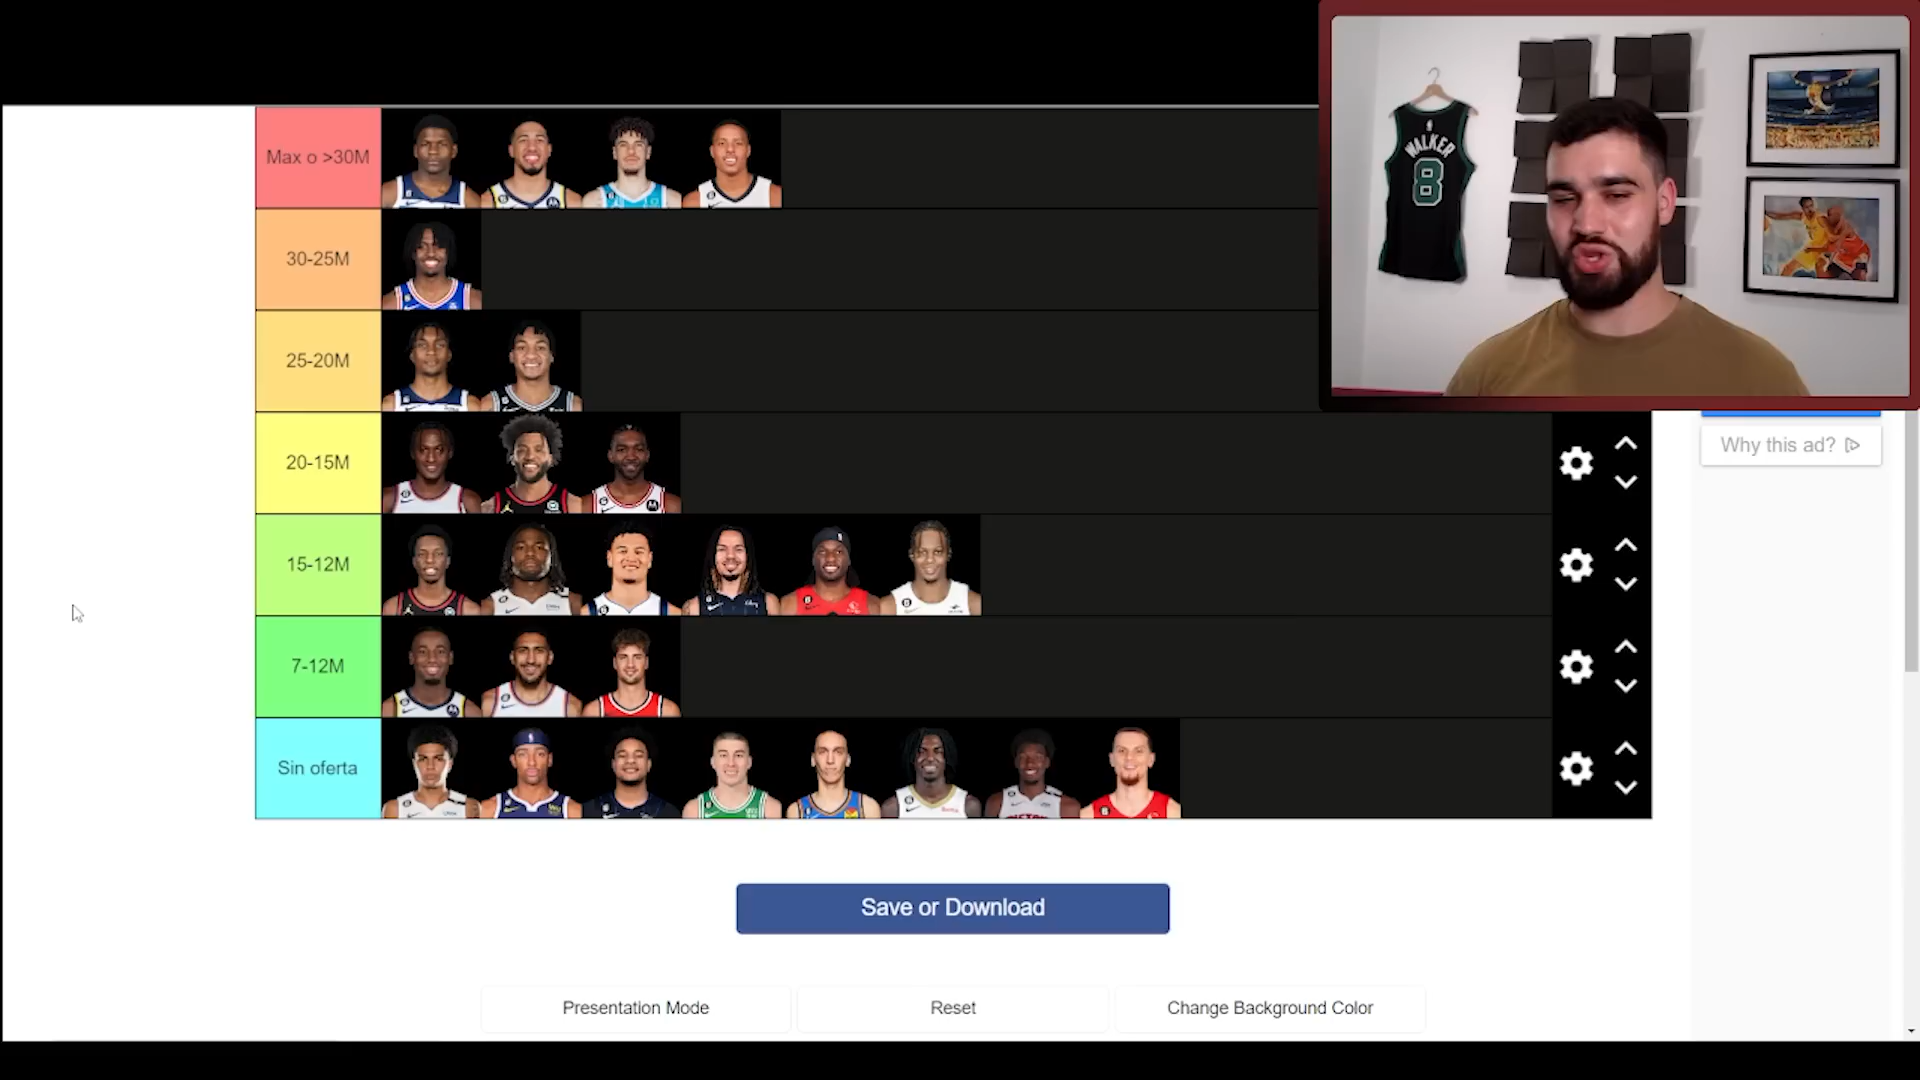 Max o >30M
30-25M
25-20M
20-15M
15-12M
7-12M
Sin oferta
WALKER
8
Why this ad?
Save or Download
Presentation Mode
Reset
Change Background Color